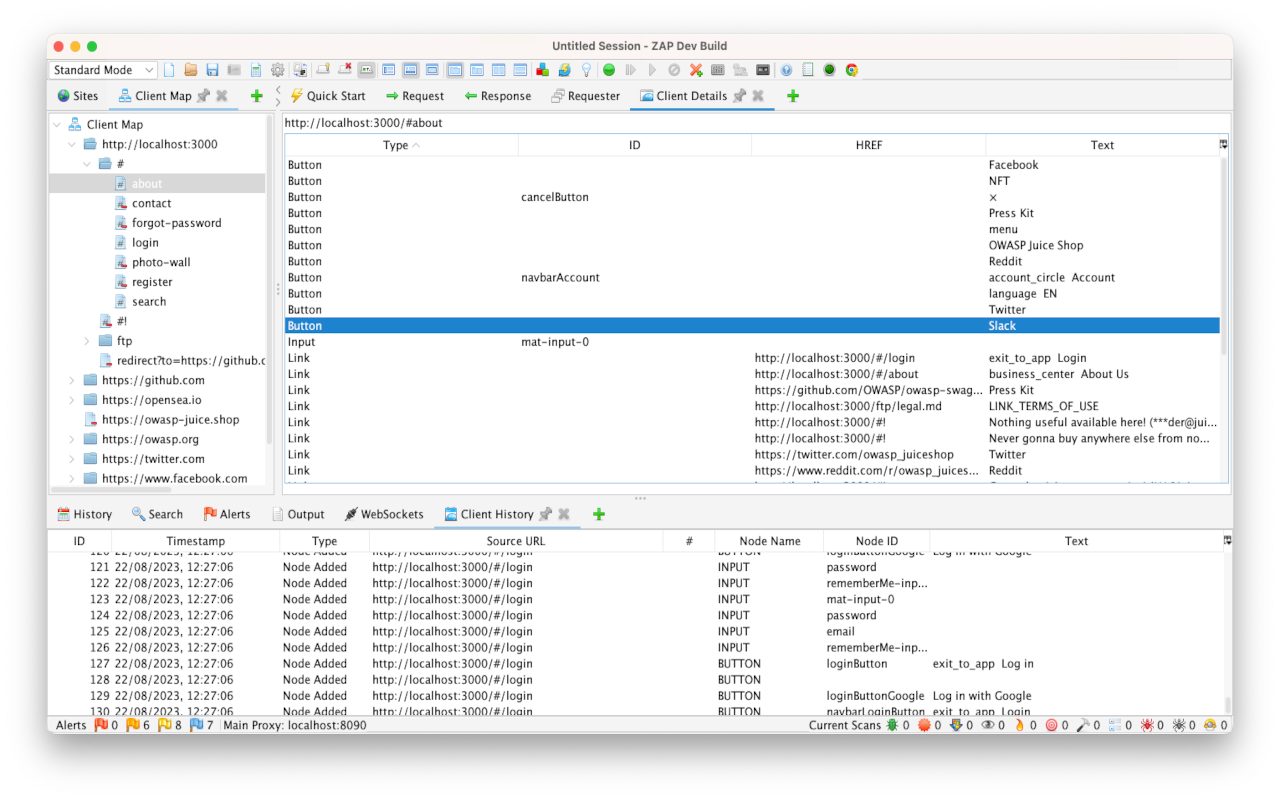 Untitled Session - ZAP Dev Build
Standard Mode
Sites Client Map Quick Start Request Response Requester Client Details
Client Map
http://localhost:3000
#
about
contact
forgot-password
login
photo-wall
register
search
#!
ftp
redirect?to=https://github.c
https://github.com
https://opensea.io
https://owasp-juice.shop
https://owasp.org
https://twitter.com
https://www.facebook.com
http://localhost:3000/#about
Type ID HREF Text
Button Facebook
Button NFT
Button cancelButton ×
Button Press Kit
Button menu
Button OWASP Juice Shop
Button Reddit
Button navbarAccount account_circle Account
Button language EN
Button Twitter
Button Slack
Input mat-input-0
Link http://localhost:3000/#/login exit_to_app Login
Link http://localhost:3000/#/about business_center About Us
Link https://github.com/OWASP/owasp-swag... Press Kit
Link http://localhost:3000/ftp/legal.md LINK_TERMS_OF_USE
Link http://localhost:3000/#! Nothing useful available here! (***der@jui...
Link http://localhost:3000/#! Never gonna buy anywhere else from no...
Link https://twitter.com/owasp_juiceshop Twitter
Link https://www.reddit.com/r/owasp_juices... Reddit
History Search Alerts Output WebSockets Client History
ID Timestamp Type Source URL # Node Name Node ID Text
120 22/08/2023, 12:27:06 Node Added http://localhost:3000/#/login BUTTON loginButtonGoogle Log in with Google
121 22/08/2023, 12:27:06 Node Added http://localhost:3000/#/login INPUT password
122 22/08/2023, 12:27:06 Node Added http://localhost:3000/#/login INPUT rememberMe-inp...
123 22/08/2023, 12:27:06 Node Added http://localhost:3000/#/login INPUT mat-input-0
124 22/08/2023, 12:27:06 Node Added http://localhost:3000/#/login INPUT password
125 22/08/2023, 12:27:06 Node Added http://localhost:3000/#/login INPUT email
126 22/08/2023, 12:27:06 Node Added http://localhost:3000/#/login INPUT rememberMe-inp...
127 22/08/2023, 12:27:06 Node Added http://localhost:3000/#/login BUTTON loginButton exit_to_app Log in
128 22/08/2023, 12:27:06 Node Added http://localhost:3000/#/login BUTTON
129 22/08/2023, 12:27:06 Node Added http://localhost:3000/#/login BUTTON loginButtonGoogle Log in with Google
130 22/08/2023, 12:27:06 Node Added http://localhost:3000/#/login BUTTON navbarLoginButton exit_to_app Login
Alerts 0 6 8 7 Main Proxy: localhost:8090 Current Scans 0 0 0 0 0 0 0 0 0 0 0